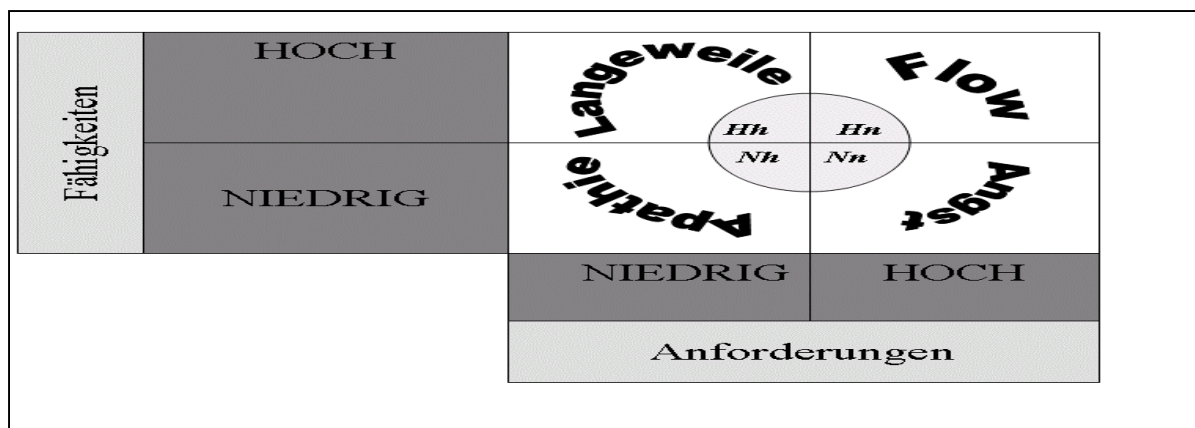 Fähigkeiten
HOCH
NIEDRIG
Langeweile
Flow
Hh Hn
Nh Nn
Apathie
Angst
NIEDRIG HOCH
Anforderungen